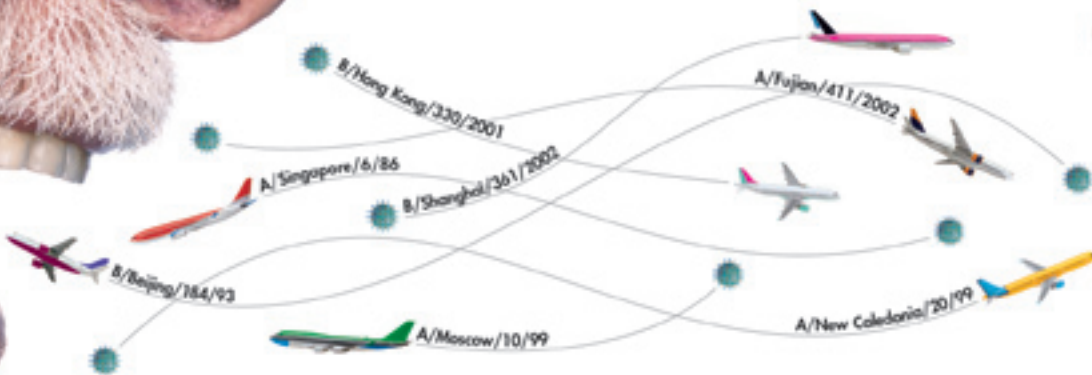 B/Hong Kong/330/2001
A/Fujian/411/2002
A/Singapore/6/86
B/Shanghai/361/2002
B/Beijing/184/93
A/New Caledonia/20/99
A/Moscow/10/99